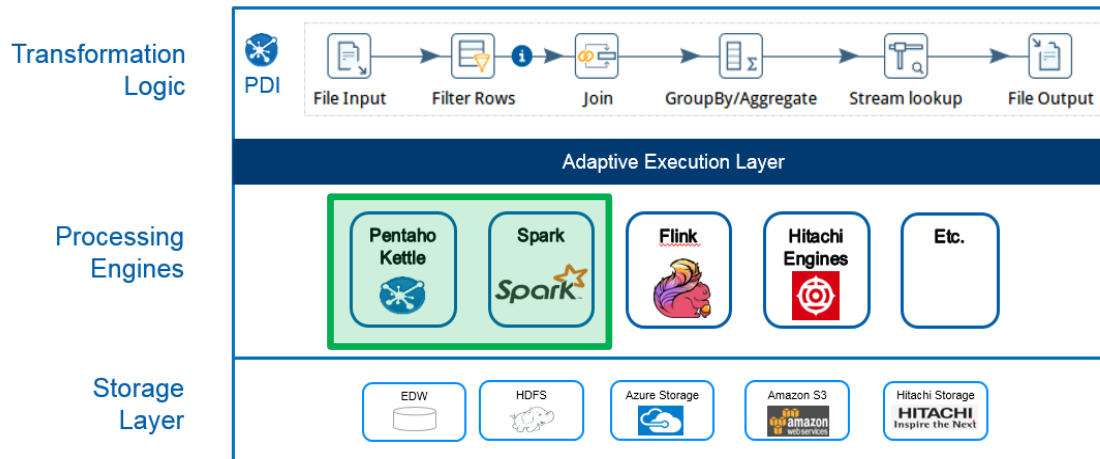 Transformation
Logic
PDI
File Input
Filter Rows
Join
GroupBy/Aggregate
Stream lookup
File Output
Adaptive Execution Layer
Processing
Engines
Pentaho
Kettle
Spark
Spark
Flink
Hitachi
Engines
Etc.
Storage
Layer
EDW
HDFS
Azure Storage
Amazon S3
amazon
webservices
Hitachi Storage
HITACHI
Inspire the Next